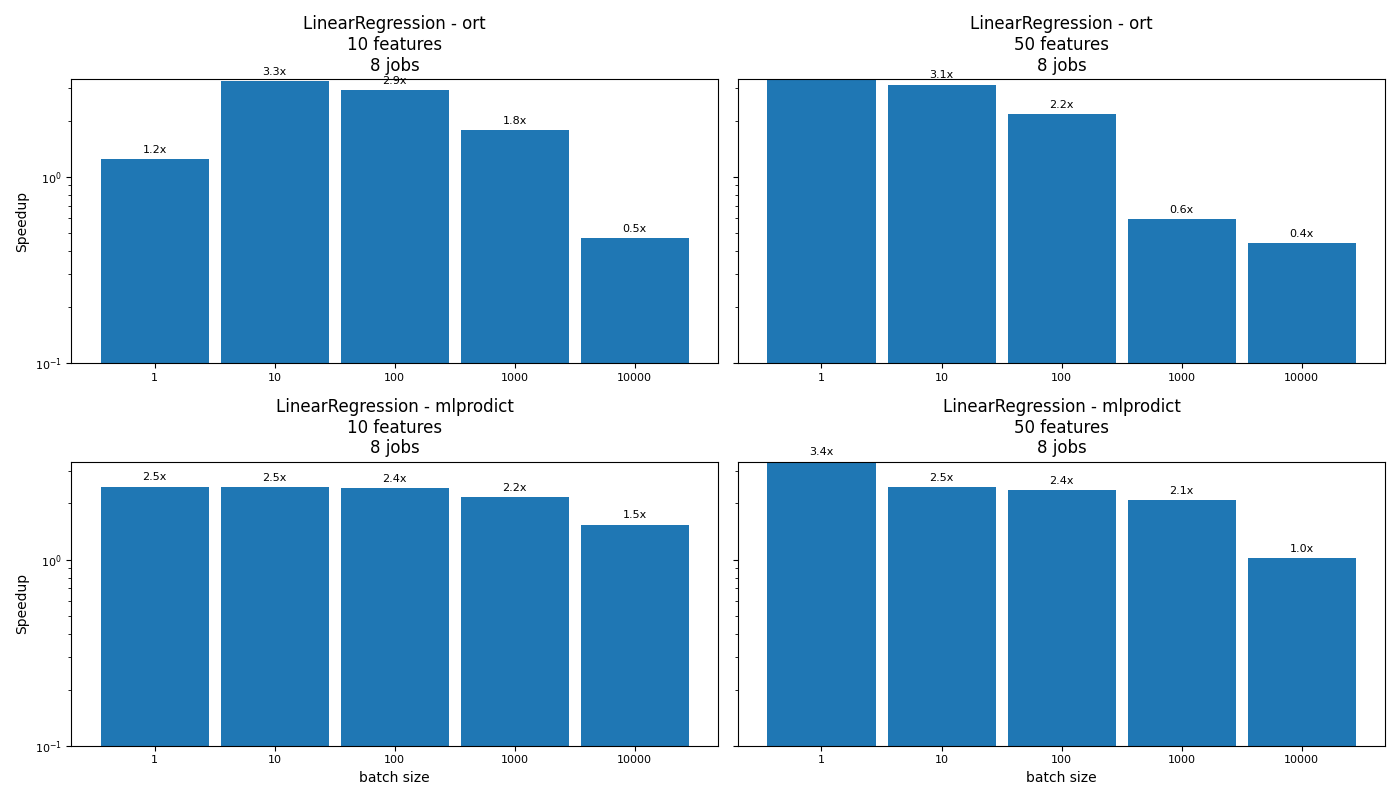 LinearRegression - ort
10 features
8 jobs
3.3x
2.9x
1.8x
1.2x
0.5x
10⁰
10⁻¹
Speedup
1
10
100
1000
10000
LinearRegression - ort
50 features
8 jobs
3.1x
2.2x
0.6x
0.4x
1
10
100
1000
10000
LinearRegression - mlprodict
10 features
8 jobs
2.5x
2.5x
2.4x
2.2x
1.5x
10⁰
10⁻¹
Speedup
1
10
100
1000
10000
batch size
LinearRegression - mlprodict
50 features
8 jobs
3.4x
2.5x
2.4x
2.1x
1.0x
1
10
100
1000
10000
batch size